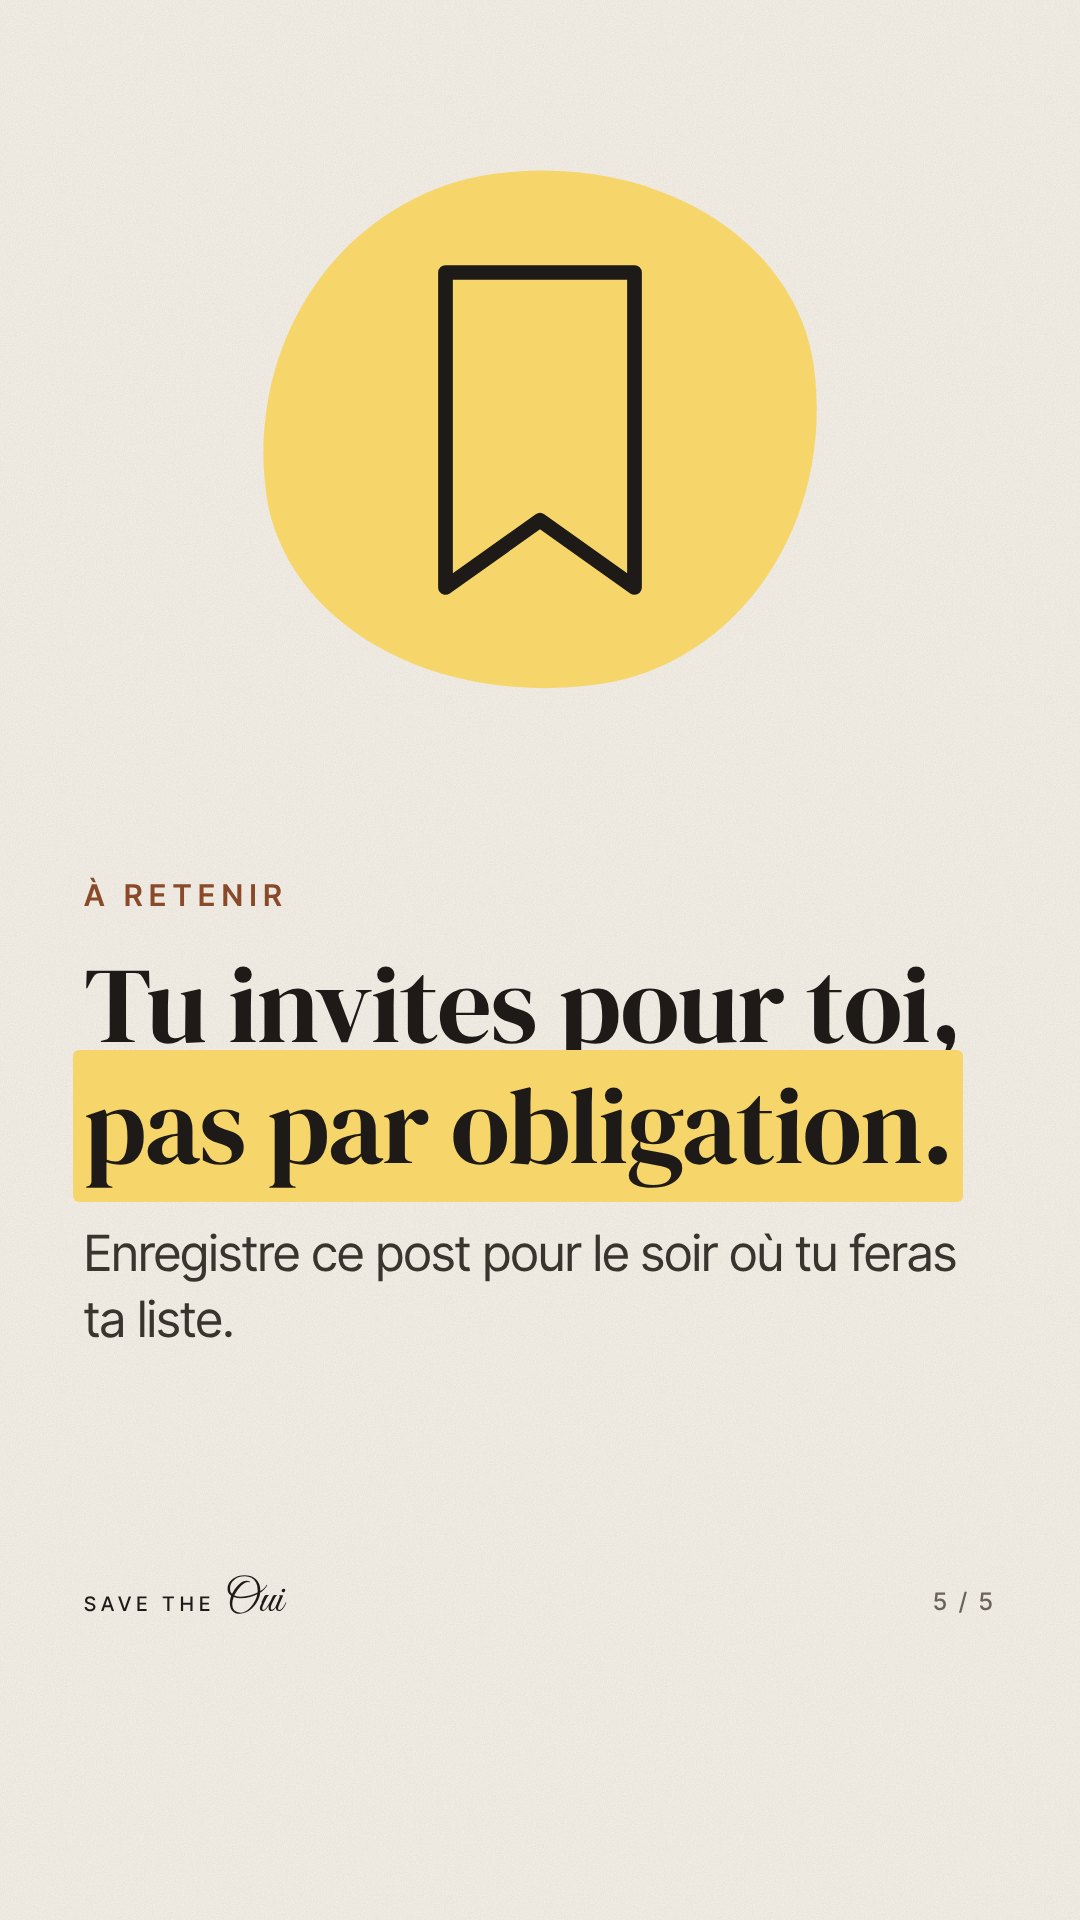 À RETENIR
Tu invites pour toi,
pas par obligation.
Enregistre ce post pour le soir où tu feras
ta liste.
SAVE THE Oui
5 / 5